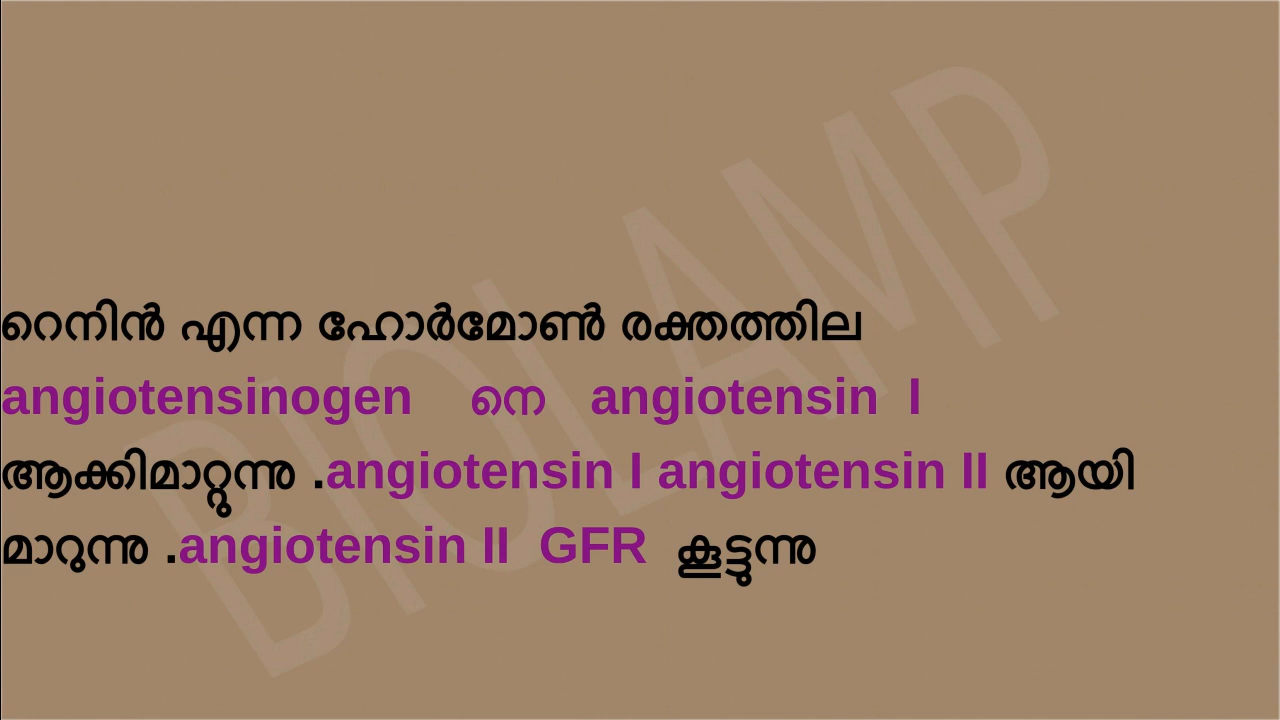 റെനിൻ എന്ന ഹോർമോൺ രക്തത്തില
angiotensinogen നെ angiotensin I
ആക്കിമാറ്റുന്നു .angiotensin I angiotensin II ആയി
മാറുന്നു .angiotensin II GFR കൂട്ടുന്നു
BIOLAMP